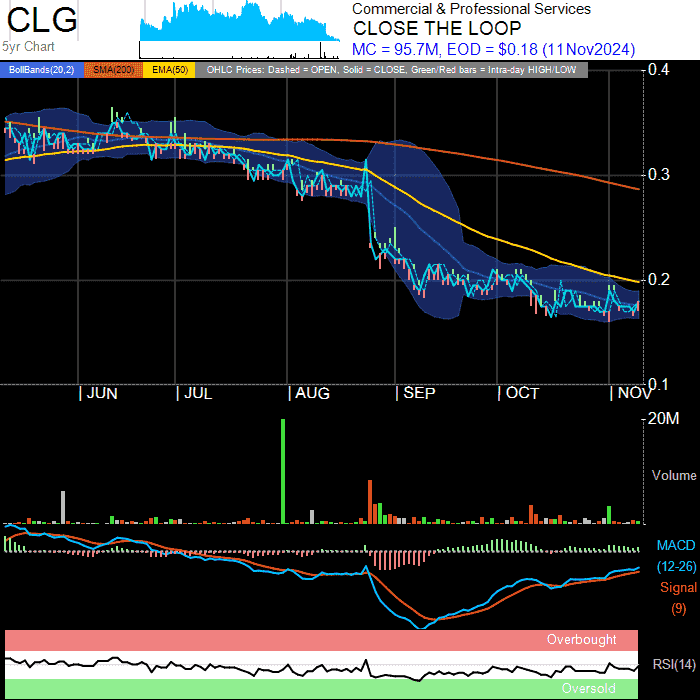 CLG
5yr Chart
Commercial & Professional Services
CLOSE THE LOOP
MC = 95.7M, EOD = $0.18 (11Nov2024)
BollBands(20,2) SMA(200) EMA(50) OHLC Prices: Dashed = OPEN, Solid = CLOSE, Green/Red bars = Intra-day HIGH/LOW
0.4
0.3
0.2
0.1
| JUN | JUL | AUG | SEP | OCT | NOV
20M
Volume
MACD
(12-26)
Signal
(9)
Overbought
RSI(14)
Oversold